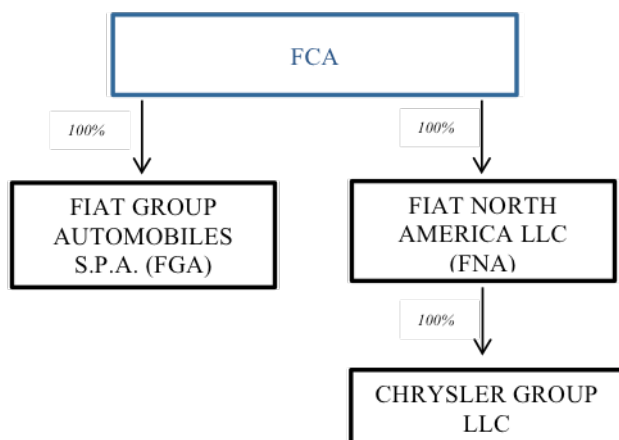 FCA
100%
100%
FIAT GROUP
AUTOMOBILES
S.P.A. (FGA)
FIAT NORTH
AMERICA LLC
(FNA)
100%
CHRYSLER GROUP
LLC